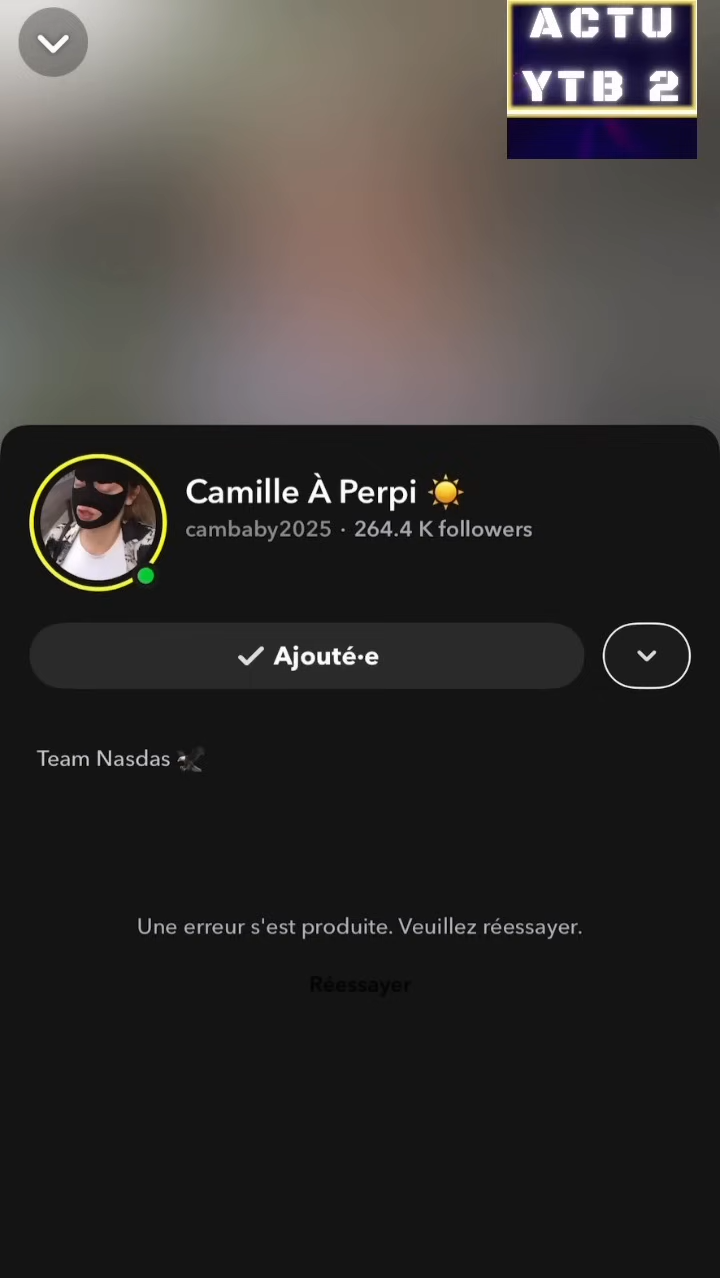 ACTU
YTB 2
Camille À Perpi ☀️
cambaby2025 · 264.4 K followers
Ajouté·e
Team Nasdas
Une erreur s'est produite. Veuillez réessayer.
Réessayer